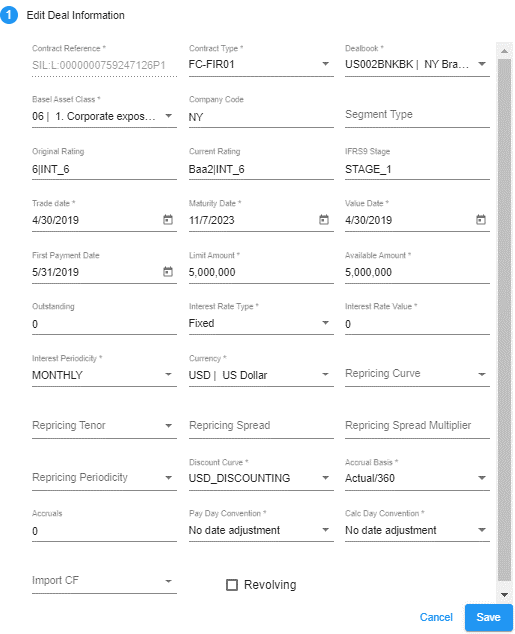 1 Edit Deal Information
Contract Reference * Contract Type * Dealbook *
SIL:L:0000000759247126P1 FC-FIR01 US002BNKBK | NY Bra...
Basel Asset Class * Company Code
06 | 1. Corporate expos... NY Segment Type
Original Rating Current Rating IFRS9 Stage
6|INT_6 Baa2|INT_6 STAGE_1
Trade date * Maturity Date * Value Date *
4/30/2019 11/7/2023 4/30/2019
First Payment Date Limit Amount * Available Amount *
5/31/2019 5,000,000 5,000,000
Outstanding Interest Rate Type * Interest Rate Value *
0 Fixed 0
Interest Periodicity * Currency *
MONTHLY USD | US Dollar Repricing Curve
Repricing Tenor Repricing Spread Repricing Spread Multiplier
Discount Curve * Accrual Basis *
Repricing Periodicity USD_DISCOUNTING Actual/360
Accruals Pay Day Convention * Calc Day Convention *
0 No date adjustment No date adjustment
Import CF Revolving
Cancel Save